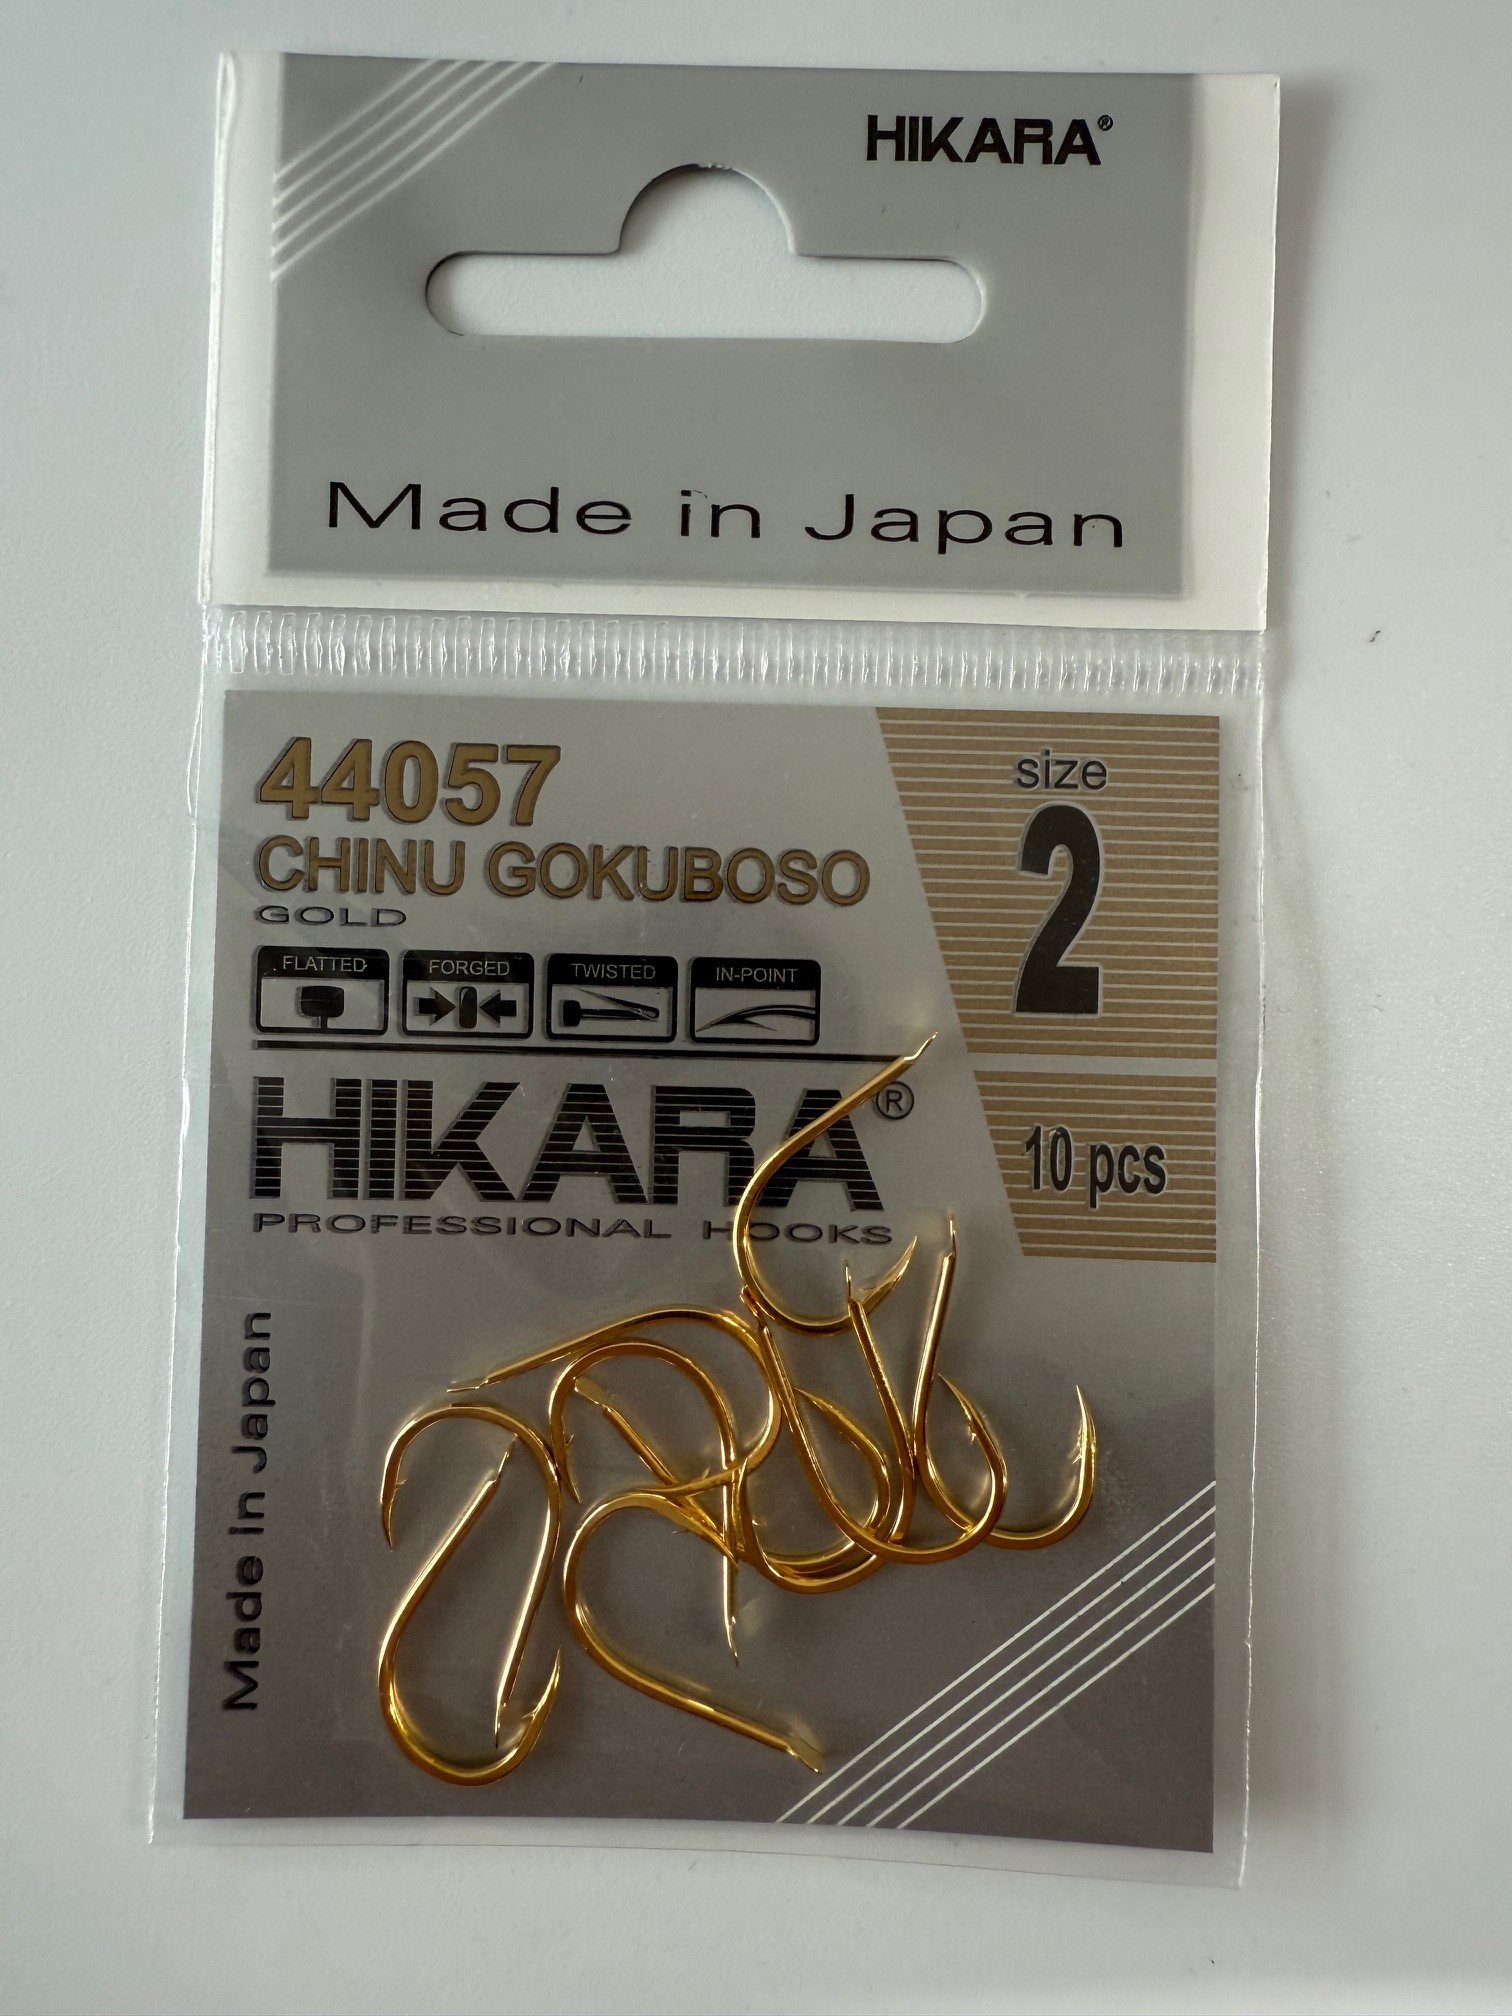 HIKARA®
Made in Japan
44057
CHINU GOKUBOSO
GOLD
size
2
FLATTED
FORGED
TWISTED
IN-POINT
HIKARA®
PROFESSIONAL HOOKS
10 pcs
Made in Japan